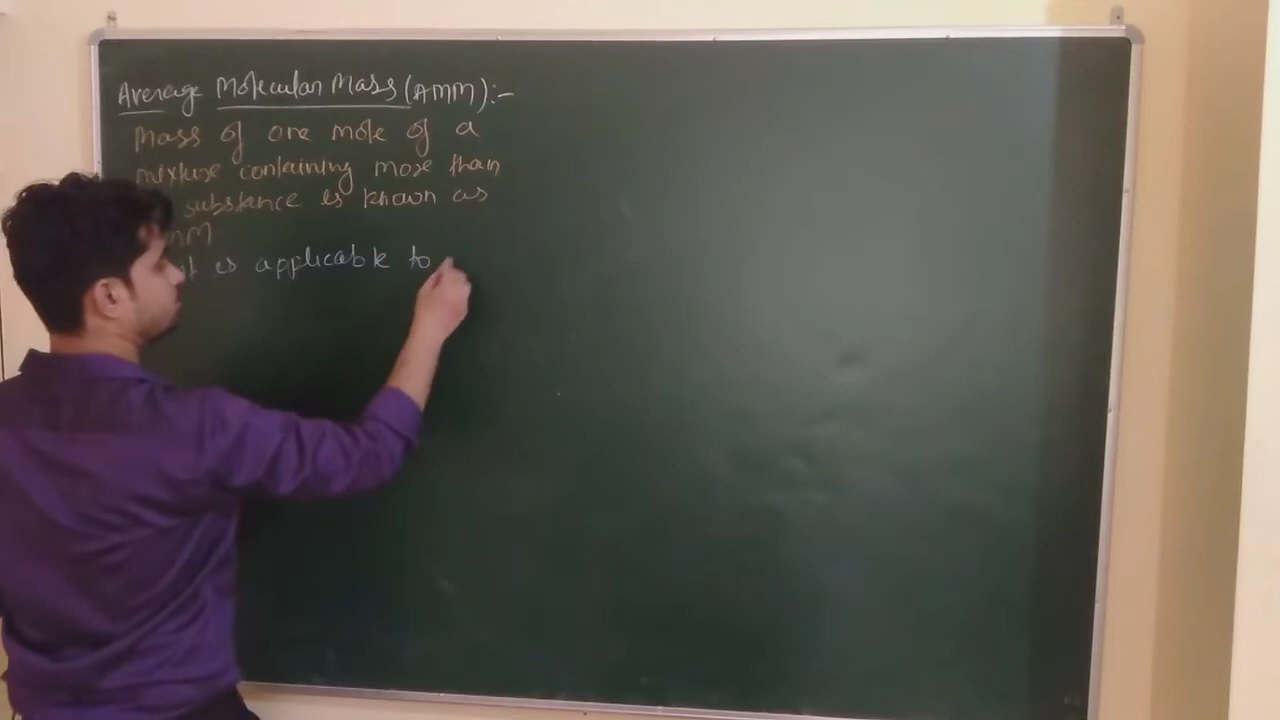 Average Molecular Mass (AMM):-
Mass of one mole of a
mixture containing more than
substance is known as
is applicable to